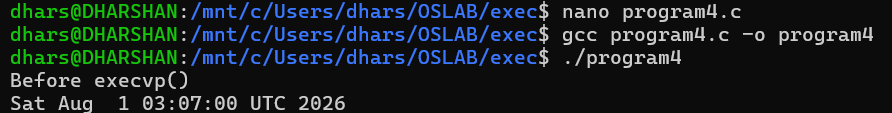 dhars@DHARSHAN:/mnt/c/Users/dhars/OSLAB/exec$ nano program4.c
dhars@DHARSHAN:/mnt/c/Users/dhars/OSLAB/exec$ gcc program4.c -o program4
dhars@DHARSHAN:/mnt/c/Users/dhars/OSLAB/exec$ ./program4
Before execvp()
Sat Aug  1 03:07:00 UTC 2026